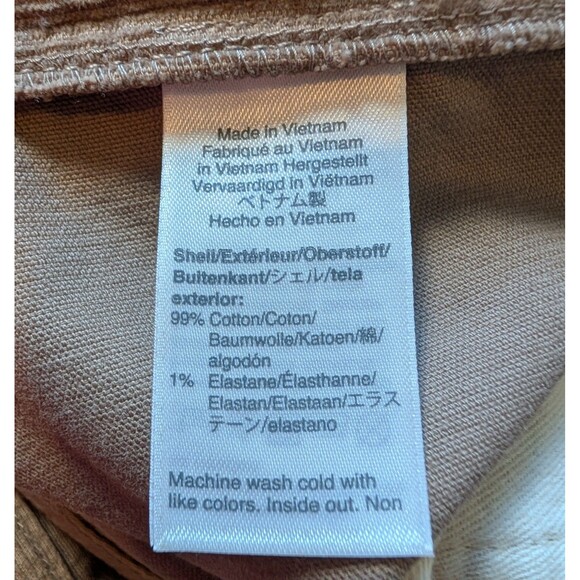 Made in Vietnam
Fabriqué au Vietnam
in Vietnam Hergestellt
Vervaardigd in Viëtnam
ベトナム製
Hecho en Vietnam
Shell/Extérieur/Oberstoff/
Buitenkant/シェル/tela
exterior:
99% Cotton/Coton/
Baumwolle/Katoen/綿/
algodón
1% Elastane/Élasthanne/
Elastan/Elastaan/エラス
テーン/elastano
Machine wash cold with
like colors. Inside out. Non